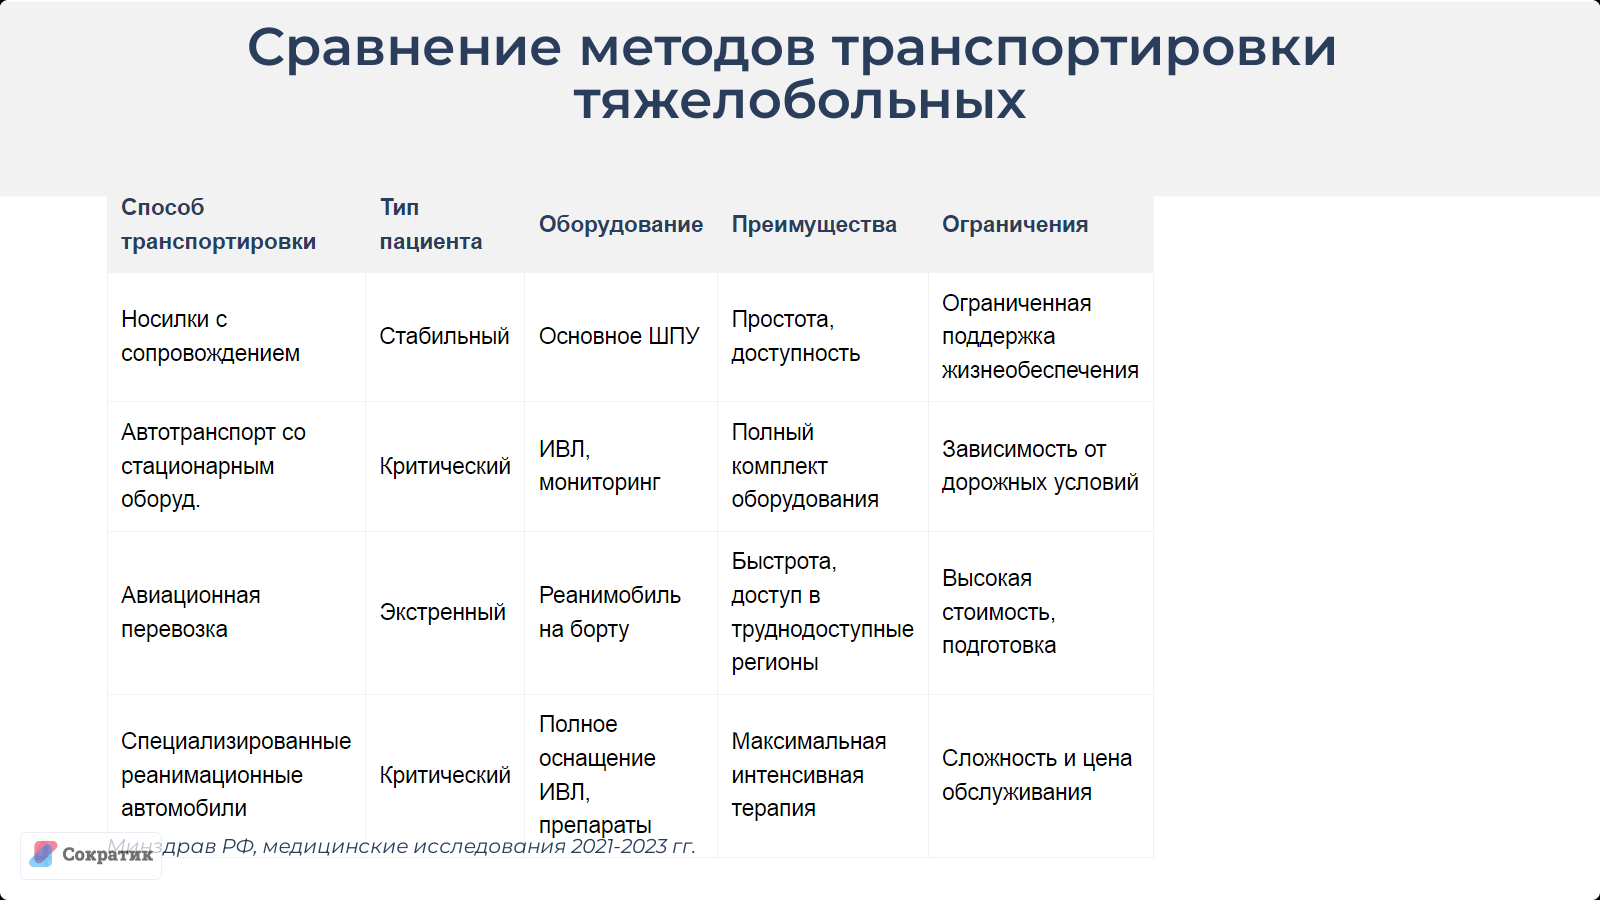 Сравнение методов транспортировки
тяжелобольных
Способ
транспортировки
Тип
пациента
Оборудование
Преимущества
Ограничения
Носилки с
сопровождением
Стабильный
Основное ШПУ
Простота,
доступность
Ограниченная
поддержка
жизнеобеспечения
Автотранспорт со
стационарным
оборуд.
Критический
ИВЛ,
мониторинг
Полный
комплект
оборудования
Зависимость от
дорожных условий
Авиационная
перевозка
Экстренный
Реанимобиль
на борту
Быстрота,
доступ в
труднодоступные
регионы
Высокая
стоимость,
подготовка
Специализированные
реанимационные
автомобили
Критический
Полное
оснащение
ИВЛ,
препараты
Максимальная
интенсивная
терапия
Сложность и цена
обслуживания
Минздрав РФ, медицинские исследования 2021-2023 гг.
Сократик